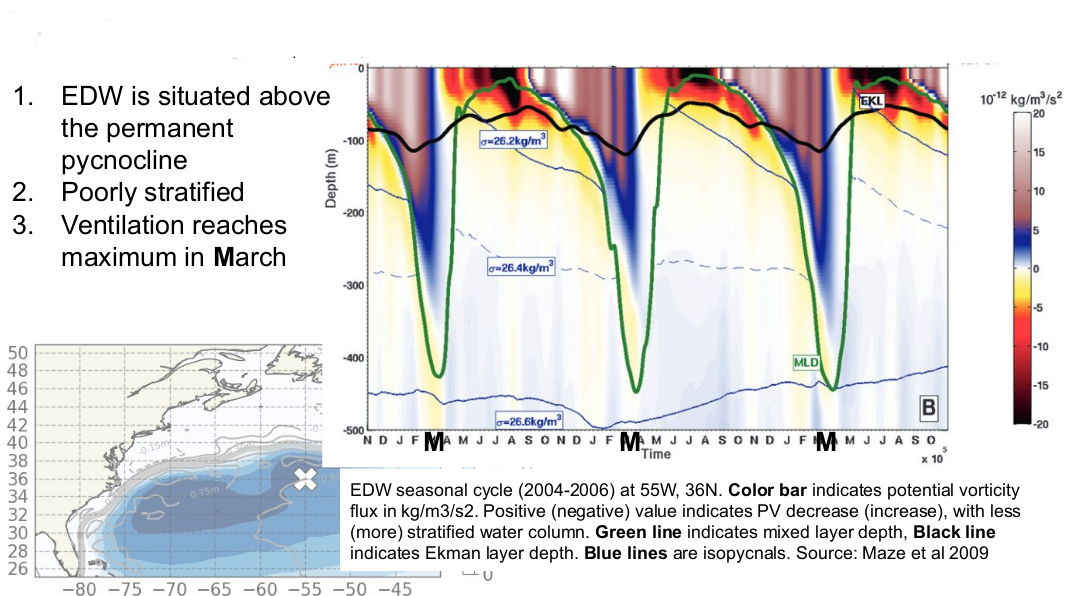 1. EDW is situated above
the permanent
pycnocline
2. Poorly stratified
3. Ventilation reaches
maximum in March
10⁻¹² kg/m³/s²
0
-100
-200
-300
-400
-500
Depth (m)
σ=26.2kg/m³
σ=26.4kg/m³
σ=26.6kg/m³
EKL
MLD
B
N D J F M A M J J A S O N D J F M A M J J A S O N D J F M A M J J A S O
Time
x 10⁵
20
15
10
5
0
-5
-10
-15
-20
50
48
46
44
42
40
38
36
34
32
30
28
26
-0.15m
0.75m
−80 −75 −70 −65 −60 −55 −50 −45
0
EDW seasonal cycle (2004-2006) at 55W, 36N. Color bar indicates potential vorticity
flux in kg/m3/s2. Positive (negative) value indicates PV decrease (increase), with less
(more) stratified water column. Green line indicates mixed layer depth, Black line
indicates Ekman layer depth. Blue lines are isopycnals. Source: Maze et al 2009